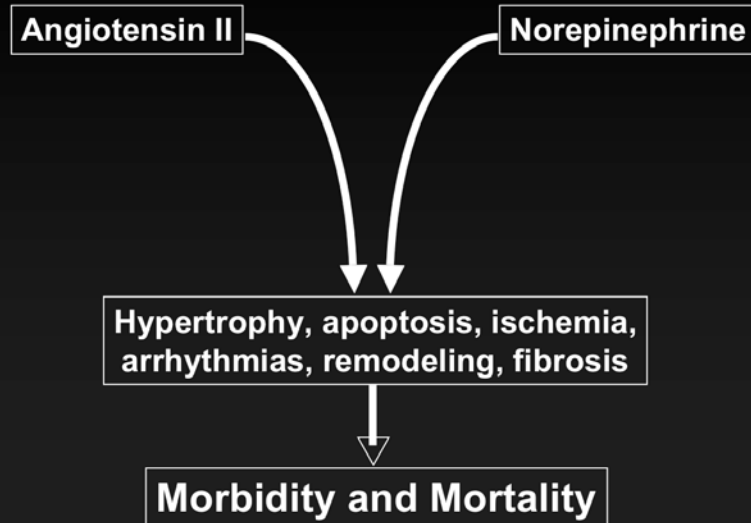 Angiotensin II
Norepinephrine
Hypertrophy, apoptosis, ischemia,
arrhythmias, remodeling, fibrosis
Morbidity and Mortality